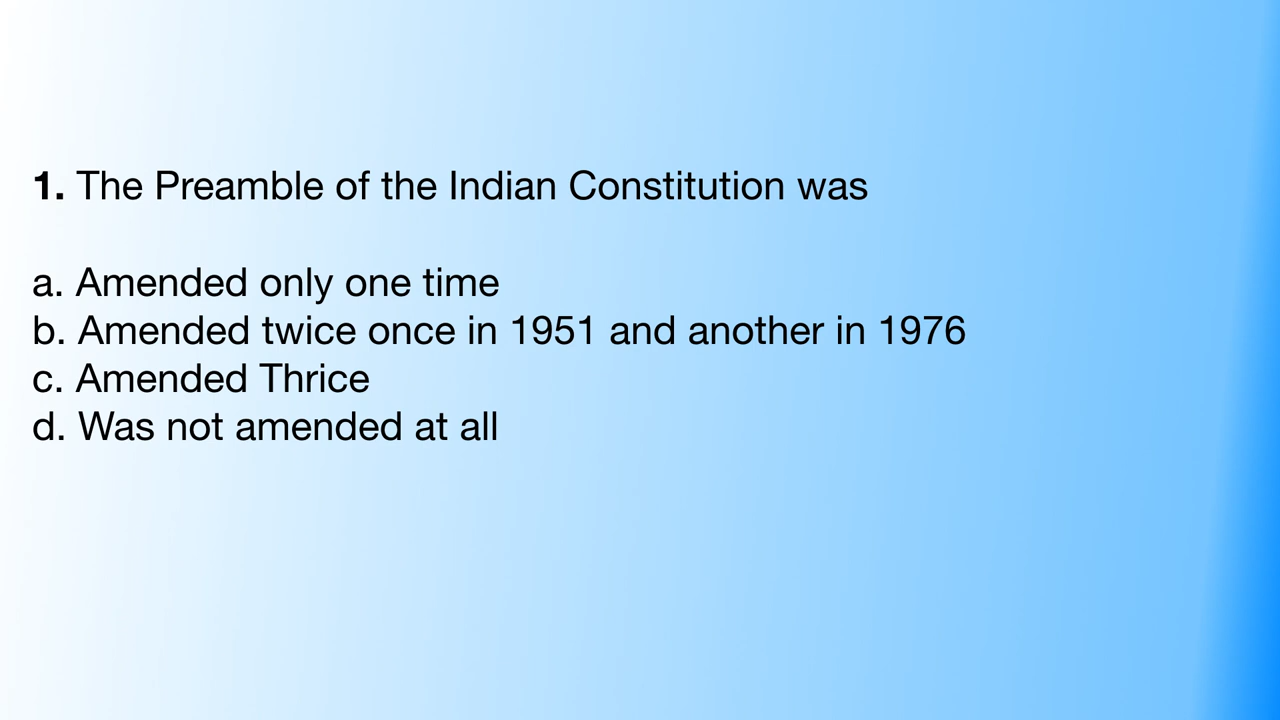 1. The Preamble of the Indian Constitution was
a. Amended only one time
b. Amended twice once in 1951 and another in 1976
c. Amended Thrice
d. Was not amended at all